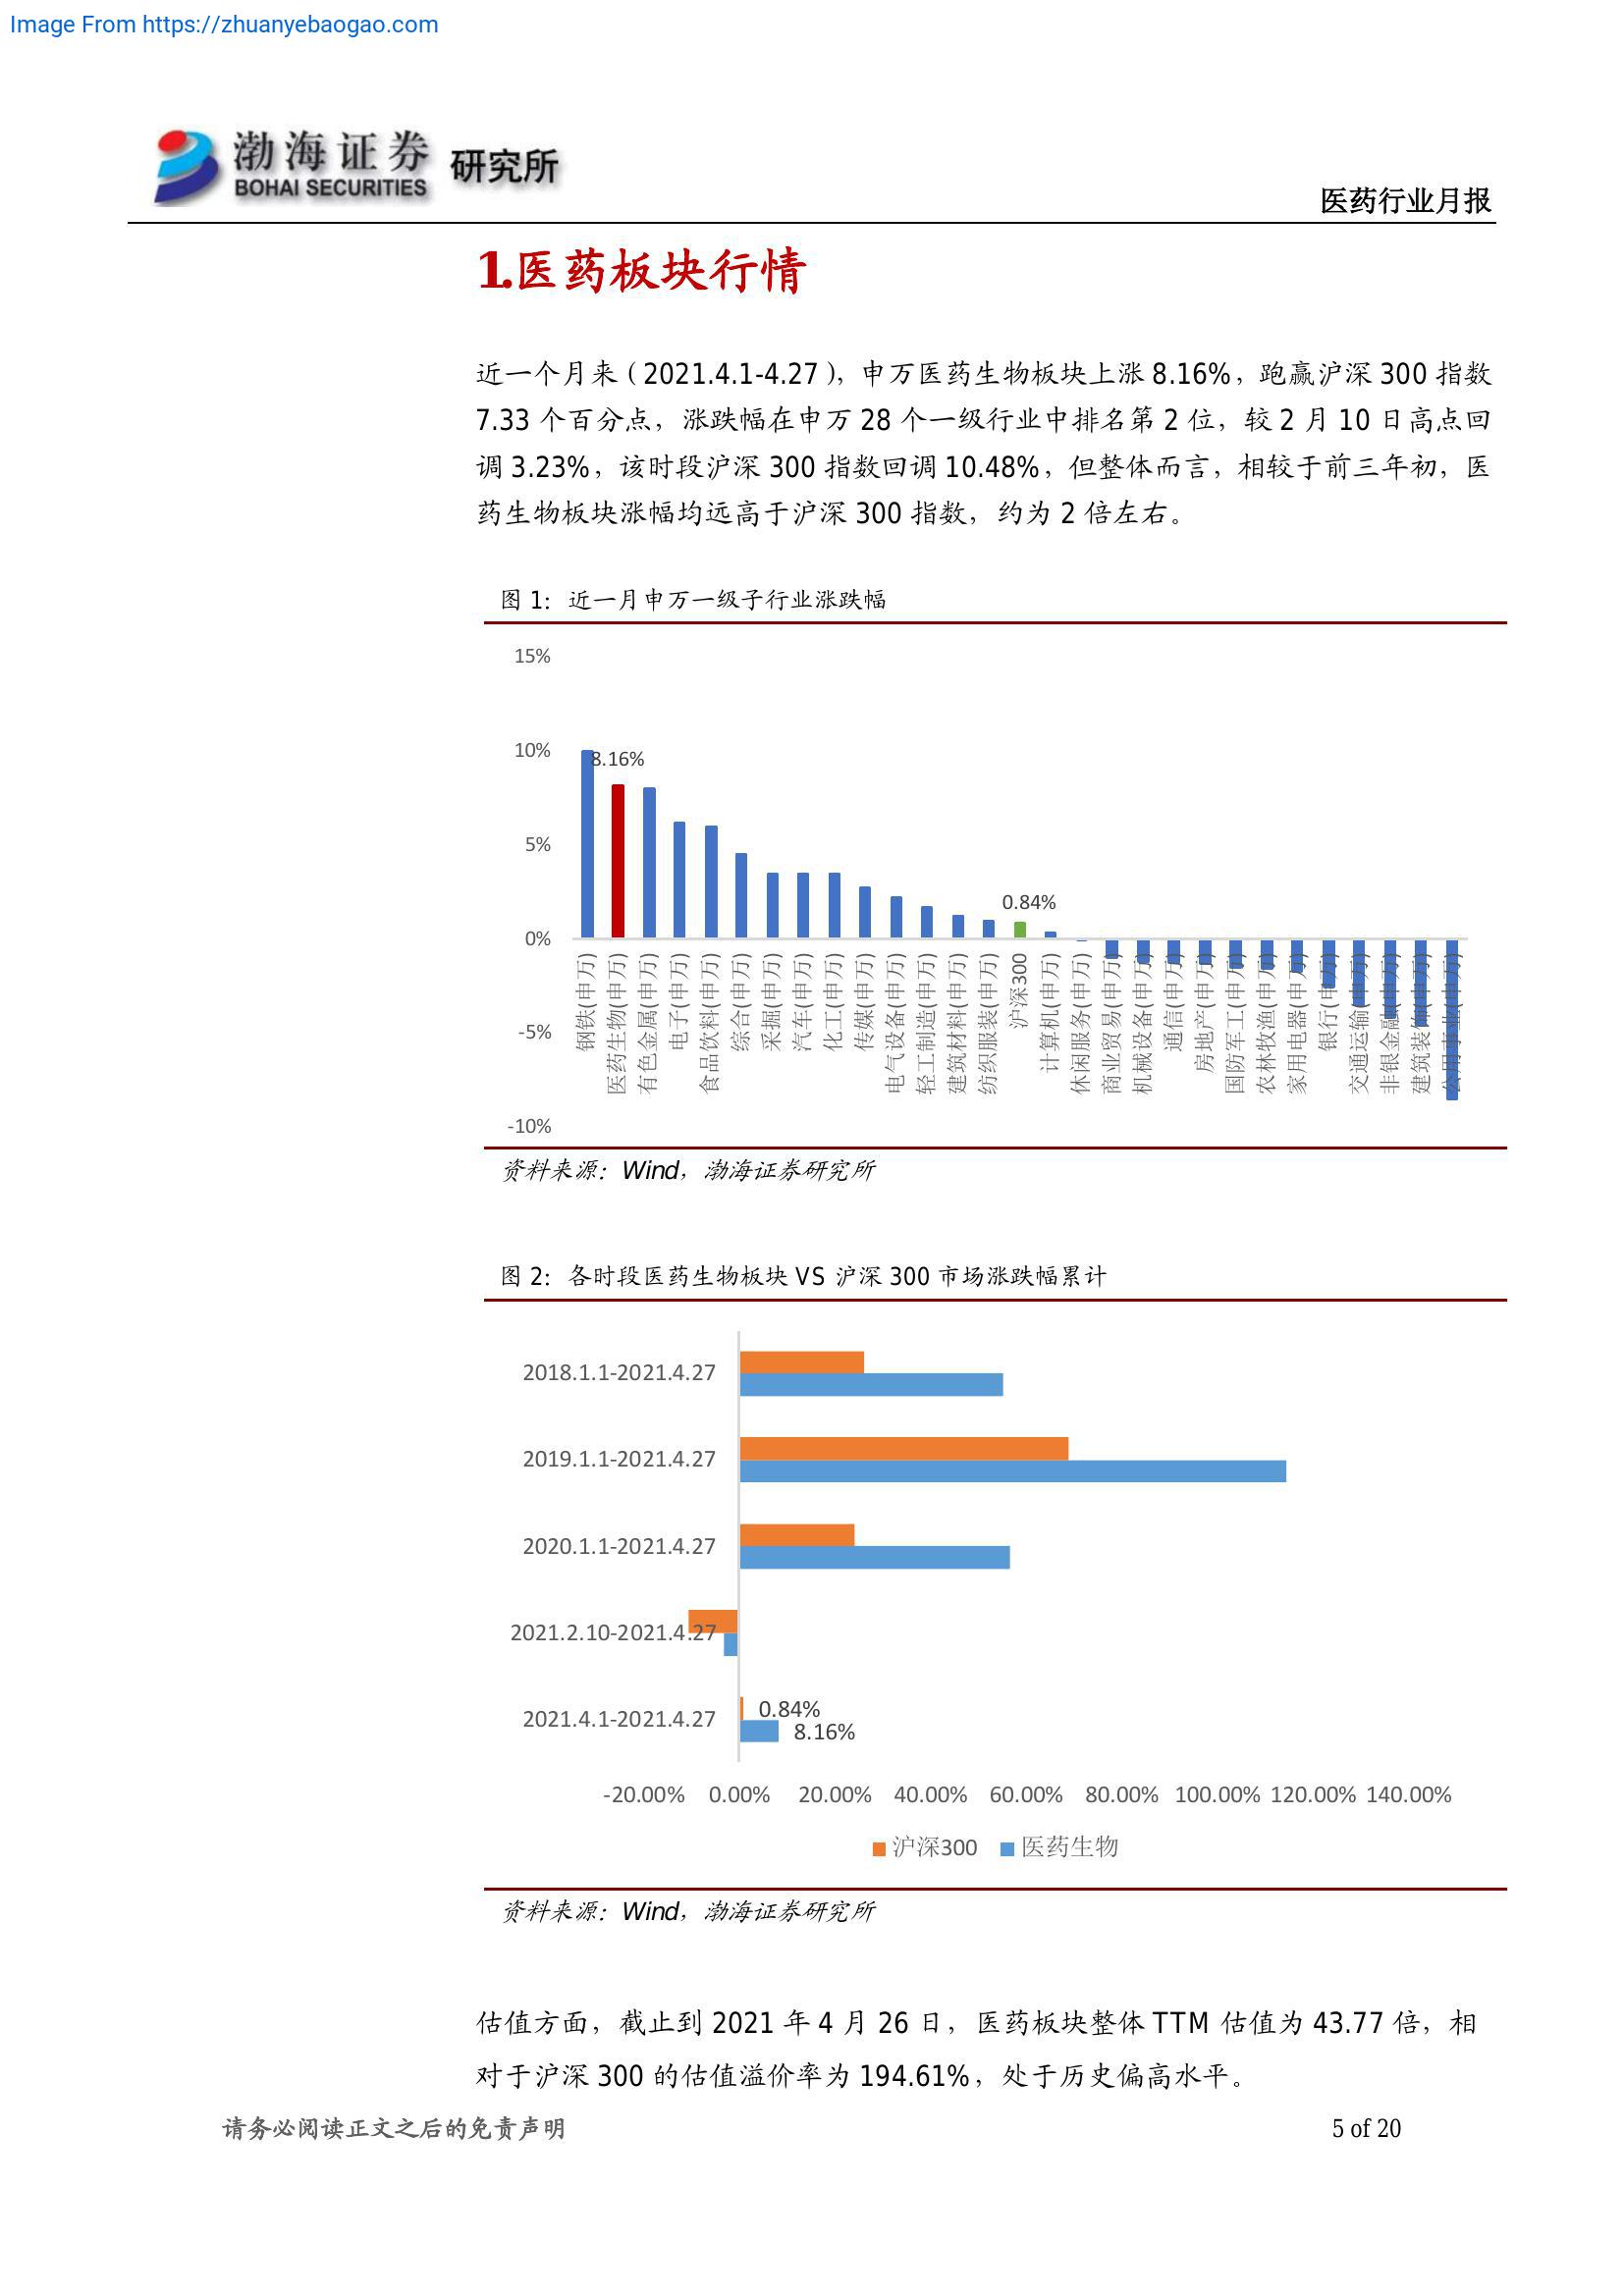 Image From https://zhuanyebaogao.com
渤海证券 研究所
BOHAI SECURITIES
医药行业月报
1.医药板块行情
近一个月来（2021.4.1-4.27），申万医药生物板块上涨 8.16%，跑赢沪深 300 指数
7.33 个百分点，涨跌幅在申万 28 个一级行业中排名第 2 位，较 2 月 10 日高点回
调 3.23%，该时段沪深 300 指数回调 10.48%，但整体而言，相较于前三年初，医
药生物板块涨幅均远高于沪深 300 指数，约为 2 倍左右。
图 1：近一月申万一级子行业涨跌幅
15%
10%
5%
0%
-5%
-10%
8.16%
0.84%
钢铁(申万)
医药生物(申万)
有色金属(申万)
电子(申万)
食品饮料(申万)
综合(申万)
采掘(申万)
汽车(申万)
化工(申万)
传媒(申万)
电气设备(申万)
轻工制造(申万)
建筑材料(申万)
纺织服装(申万)
沪深300
计算机(申万)
休闲服务(申万)
商业贸易(申万)
机械设备(申万)
通信(申万)
房地产(申万)
国防军工(申万)
农林牧渔(申万)
家用电器(申万)
银行(申万)
交通运输(申万)
非银金融(申万)
建筑装饰(申万)
公用事业(申万)
资料来源：Wind，渤海证券研究所
图 2：各时段医药生物板块 VS 沪深 300 市场涨跌幅累计
2018.1.1-2021.4.27
2019.1.1-2021.4.27
2020.1.1-2021.4.27
2021.2.10-2021.4.27
2021.4.1-2021.4.27
0.84%
8.16%
-20.00% 0.00% 20.00% 40.00% 60.00% 80.00% 100.00% 120.00% 140.00%
沪深300 医药生物
资料来源：Wind，渤海证券研究所
估值方面，截止到 2021 年 4 月 26 日，医药板块整体 TTM 估值为 43.77 倍，相
对于沪深 300 的估值溢价率为 194.61%，处于历史偏高水平。
请务必阅读正文之后的免责声明
5 of 20